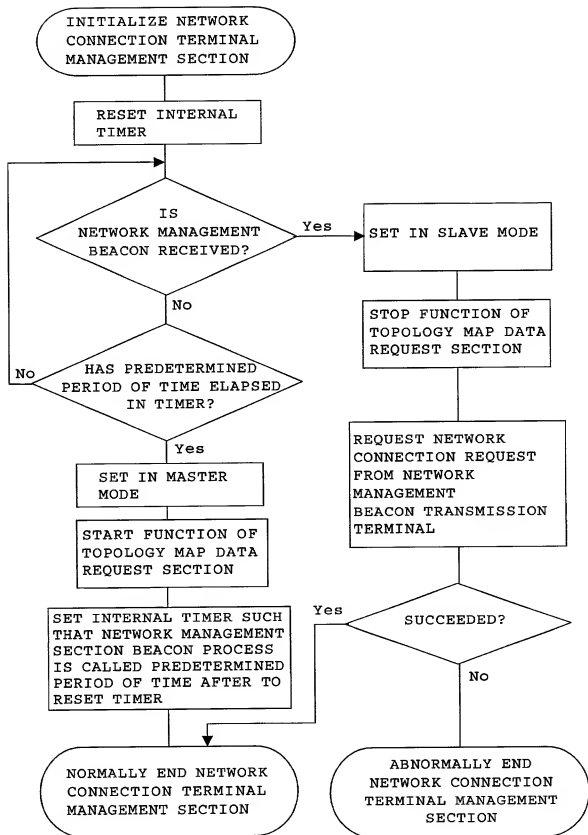 INITIALIZE NETWORK
CONNECTION TERMINAL
MANAGEMENT SECTION
RESET INTERNAL
TIMER
IS
NETWORK MANAGEMENT
BEACON RECEIVED?
Yes
SET IN SLAVE MODE
No
STOP FUNCTION OF
TOPOLOGY MAP DATA
REQUEST SECTION
No
HAS PREDETERMINED
PERIOD OF TIME ELAPSED
IN TIMER?
Yes
REQUEST NETWORK
CONNECTION REQUEST
FROM NETWORK
MANAGEMENT
BEACON TRANSMISSION
TERMINAL
SET IN MASTER
MODE
START FUNCTION OF
TOPOLOGY MAP DATA
REQUEST SECTION
SET INTERNAL TIMER SUCH
THAT NETWORK MANAGEMENT
SECTION BEACON PROCESS
IS CALLED PREDETERMINED
PERIOD OF TIME AFTER TO
RESET TIMER
Yes
SUCCEEDED?
No
NORMALLY END NETWORK
CONNECTION TERMINAL
MANAGEMENT SECTION
ABNORMALLY END
NETWORK CONNECTION
TERMINAL MANAGEMENT
SECTION